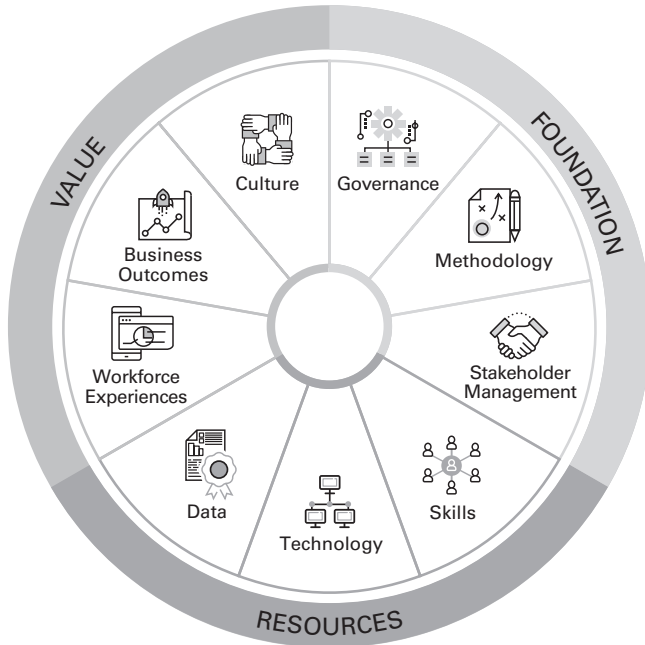 VALUE
FOUNDATION
Culture
Governance
Business
Outcomes
Methodology
Workforce
Experiences
Stakeholder
Management
Data
Technology
Skills
RESOURCES